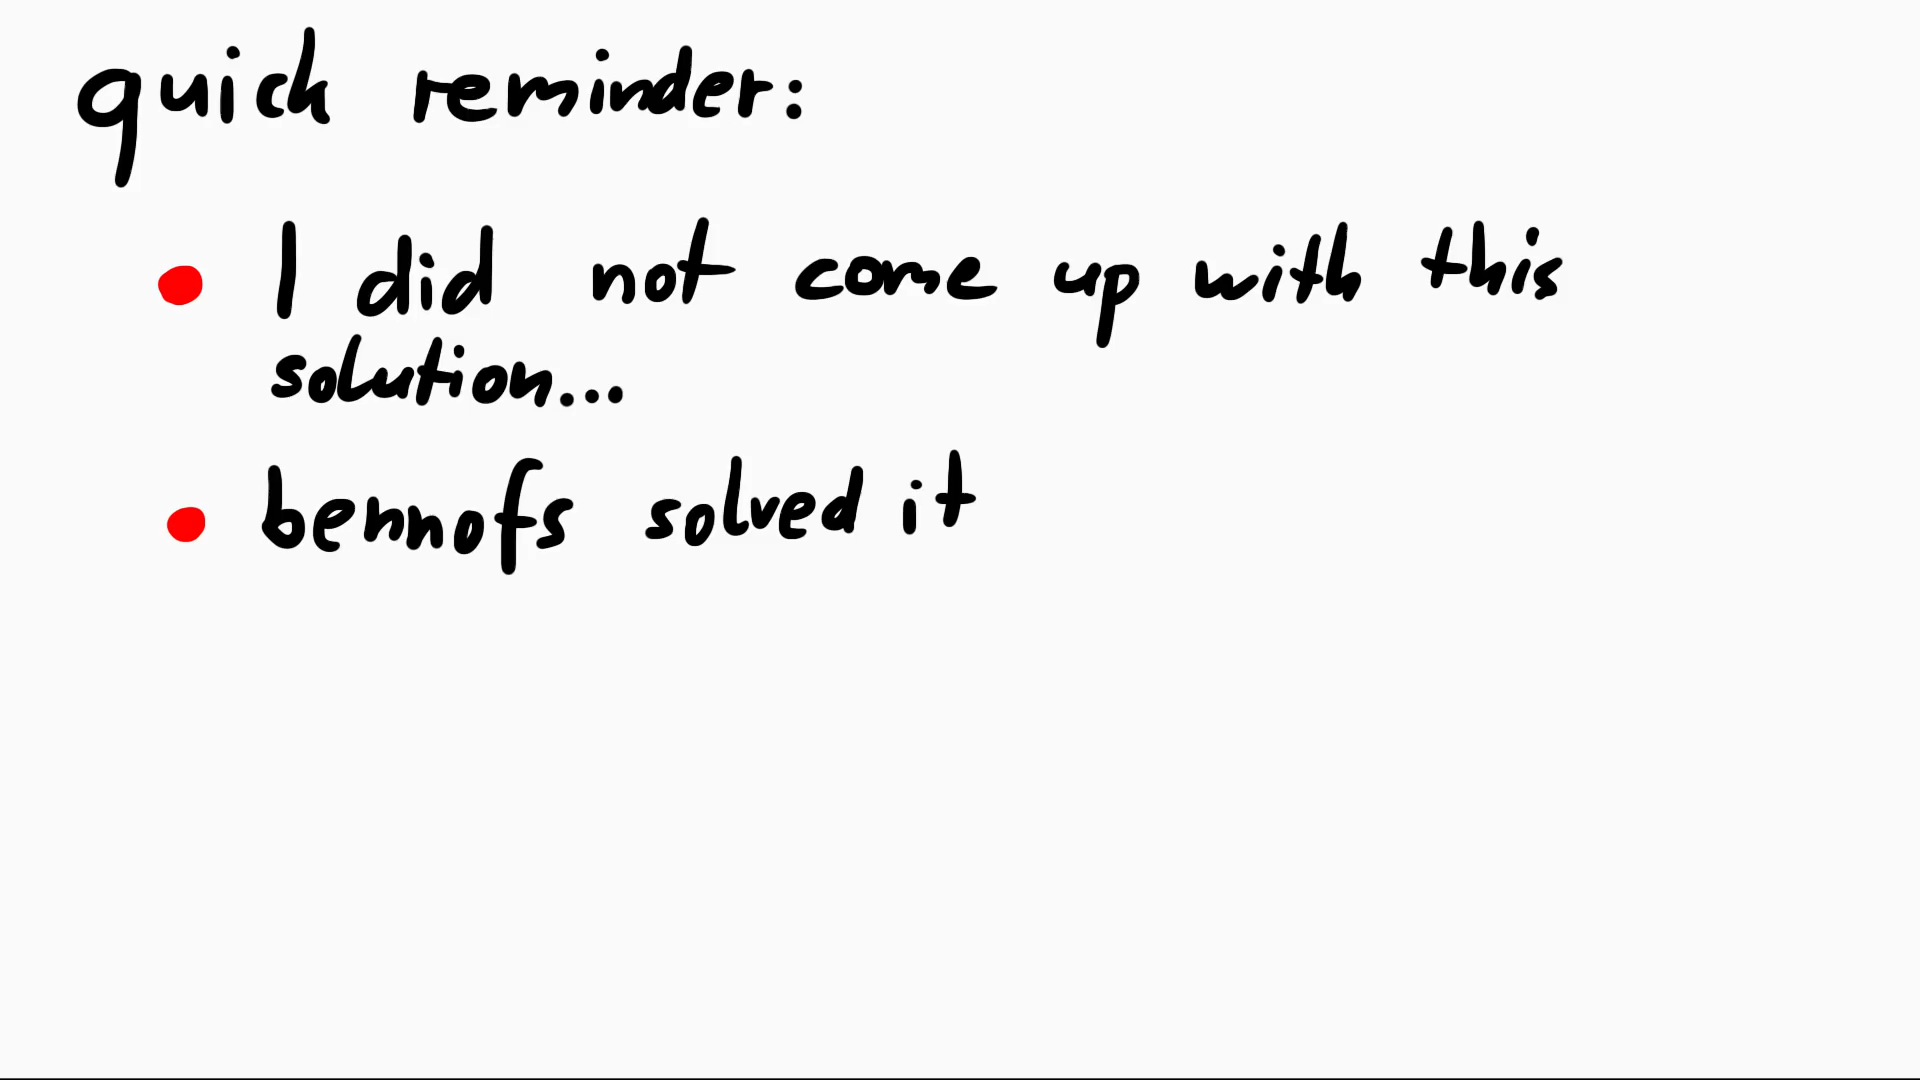 quick reminder:
• I did not come up with this
solution...
• bennofs solved it